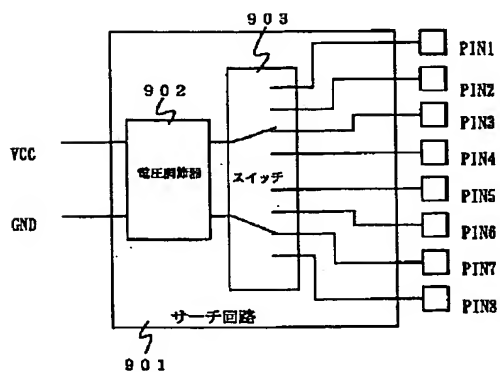 903
PIN1
902
PIN2
PIN3
VCC
電圧調節器
スイッチ
PIN4
PIN5
GND
PIN6
PIN7
サーチ回路
PIN8
901